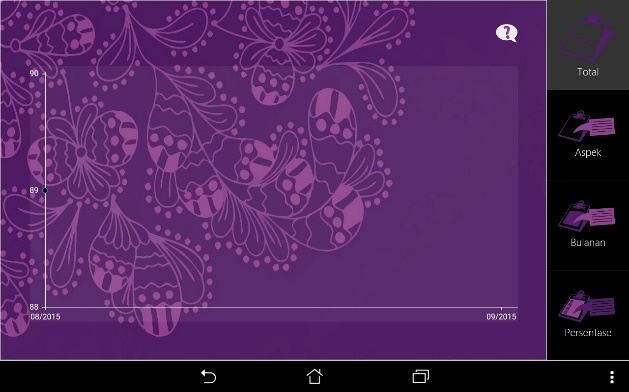 ?
Total
90
Aspek
89
Bulanan
88
08/2015
09/2015
Persentase